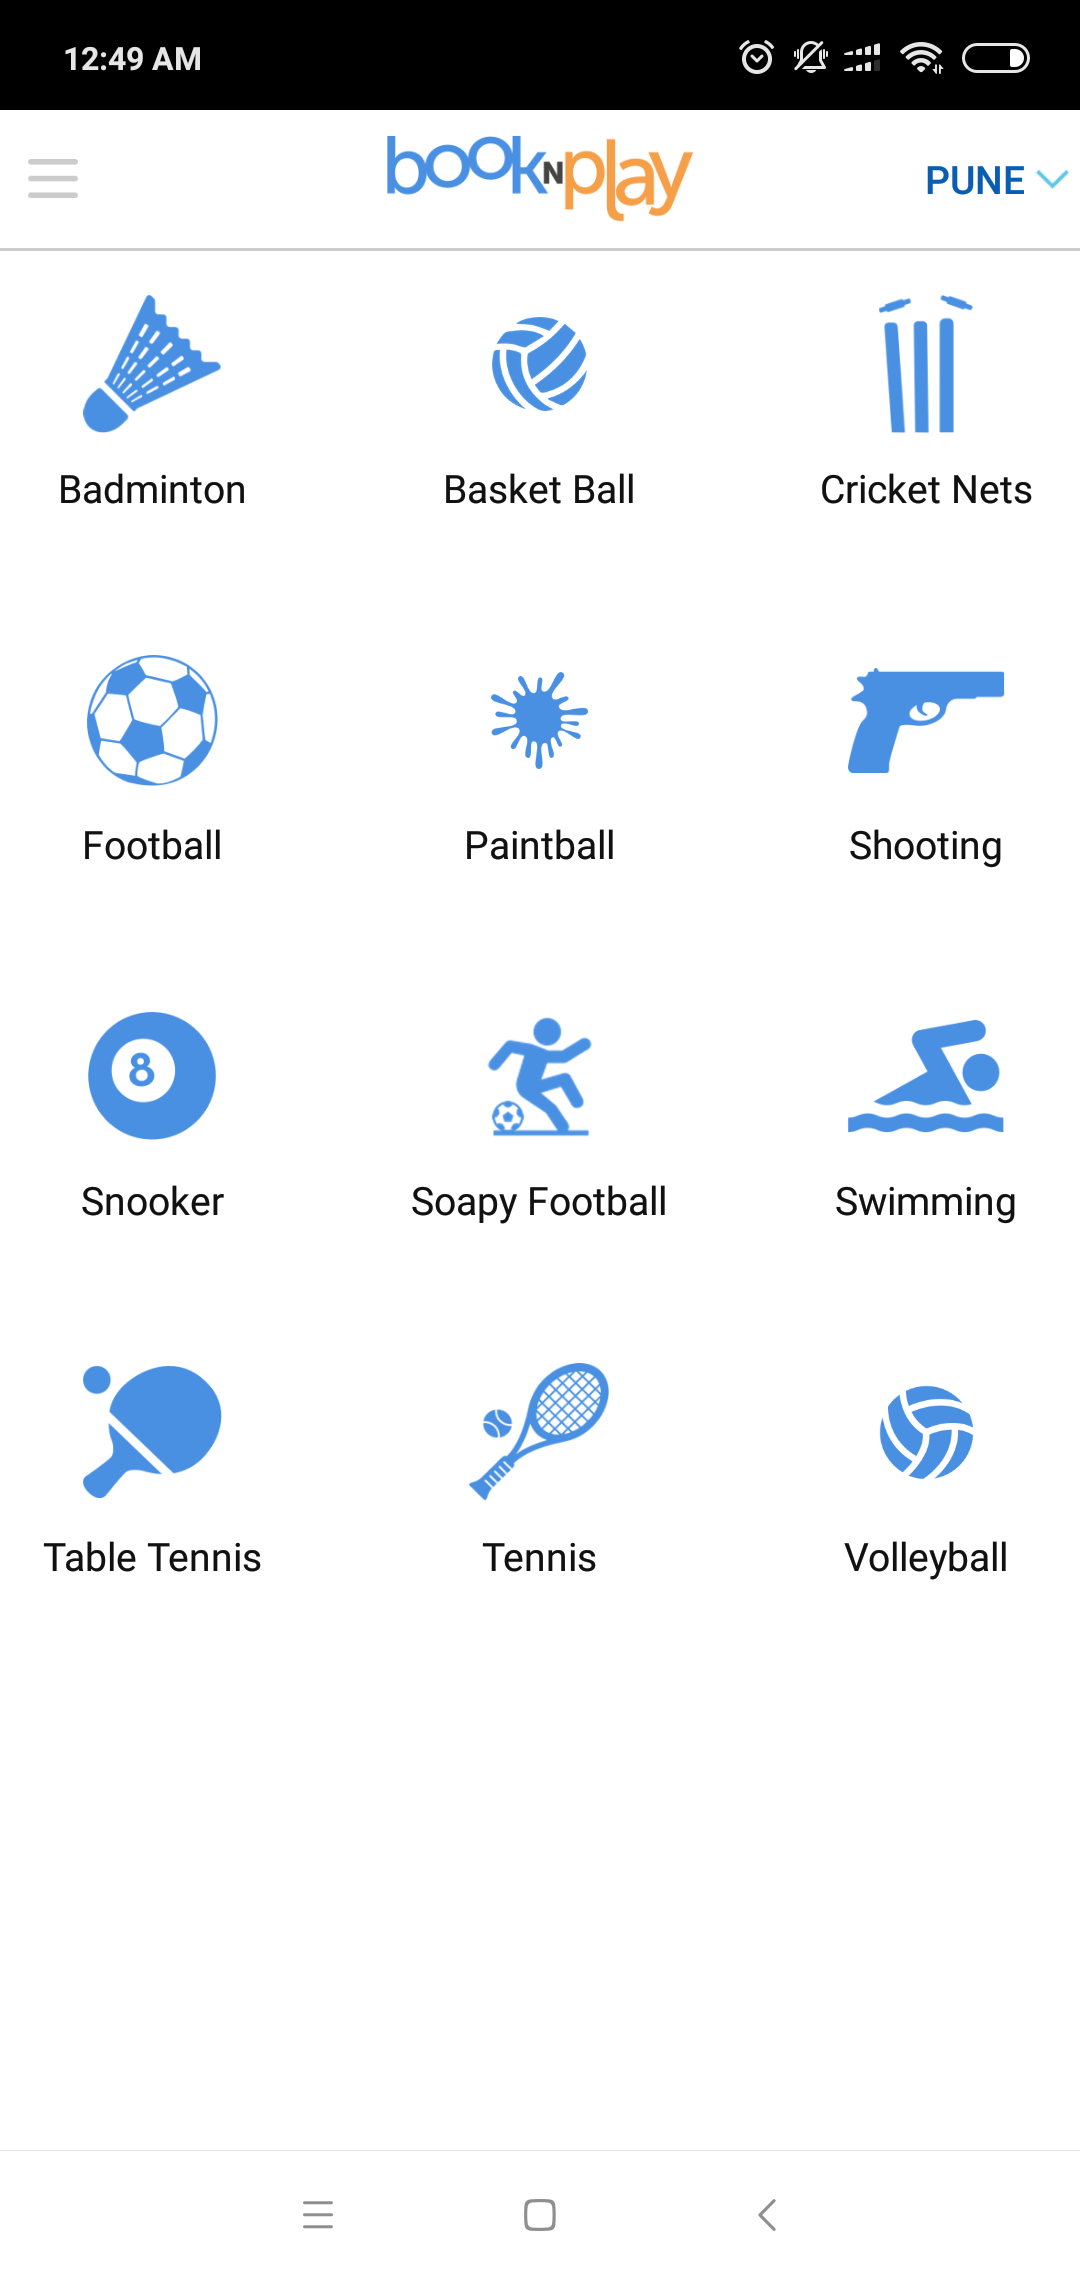 12:49 AM
booknplay
PUNE
Badminton
Basket Ball
Cricket Nets
Football
Paintball
Shooting
8
Snooker
Soapy Football
Swimming
Table Tennis
Tennis
Volleyball